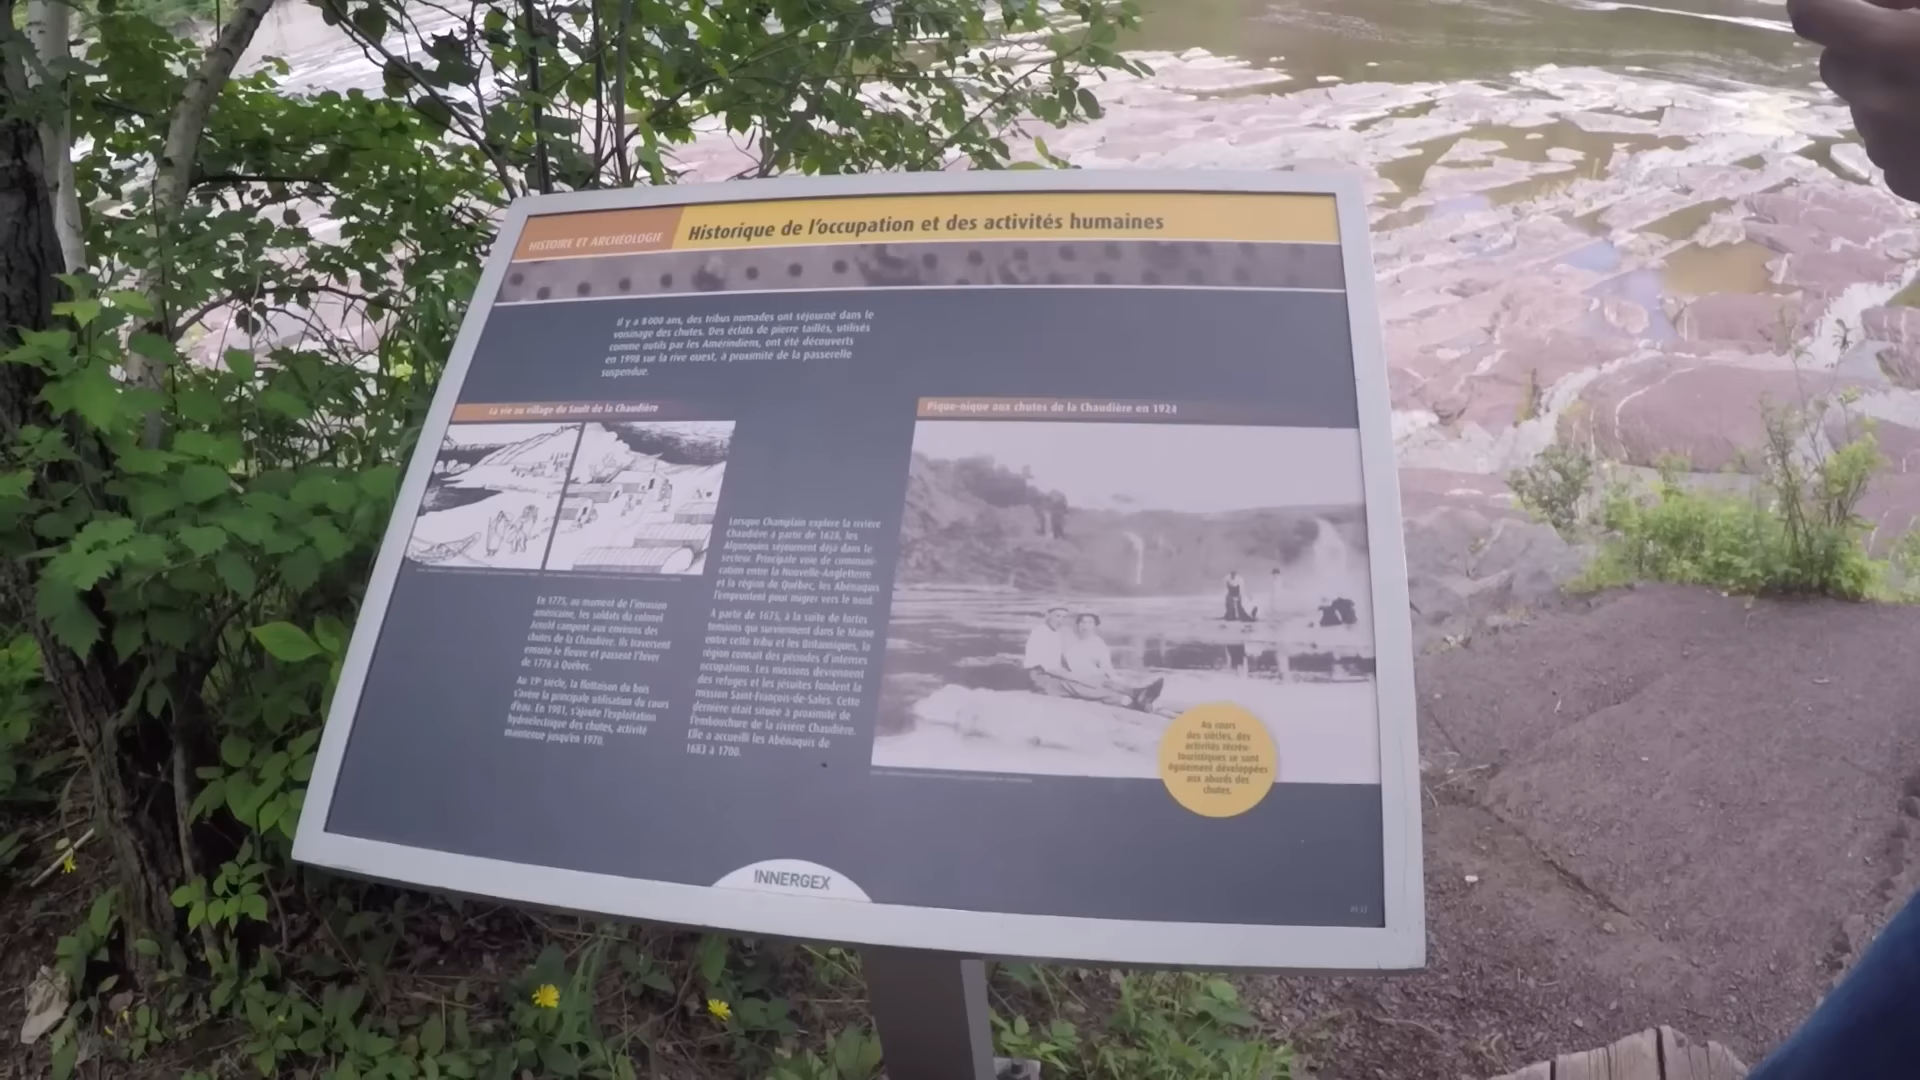 HISTOIRE ET ARCHÉOLOGIE
Historique de l'occupation et des activités humaines
Il y a 8000 ans, des tribus nomades ont séjourné dans le
voisinage des chutes. Des éclats de pierre taillés, utilisés
comme outils par les Amérindiens, ont été découverts
en 1998 sur la rive ouest, à proximité de la passerelle
suspendue.
La vie au village du Sault de la Chaudière
En 1775, au moment de l'invasion
américaine, les soldats du colonel
Arnold campent aux environs des
chutes de la Chaudière. Ils traversent
ensuite le fleuve et passent l'hiver
de 1776 à Québec.
Au 19e siècle, la flottaison du bois
s'avère la principale utilisation du cours
d'eau. En 1901, s'ajoute l'exploitation
hydroélectrique des chutes, activité
maintenue jusqu'en 1970.
Lorsque Champlain explore la rivière
Chaudière à partir de 1628, les
Algonquins séjournent déjà dans le
secteur. Principale voie de communi-
cation entre la Nouvelle-Angleterre
et la région de Québec, les Abénaquis
l'empruntent pour migrer vers le nord.
À partir de 1675, à la suite de fortes
tensions qui surviennent dans le Maine
entre cette tribu et les Britanniques, la
région connaît des périodes d'intenses
occupations. Les missions deviennent
des refuges et les jésuites fondent la
mission Saint-François-de-Sales. Cette
dernière était située à proximité de
l'embouchure de la rivière Chaudière.
Elle a accueilli les Abénaquis de
1683 à 1700.
Pique-nique aux chutes de la Chaudière en 1924
Au cours
des siècles, des
activités récréo-
touristiques se sont
également développées
aux abords des
chutes.
INNERGEX